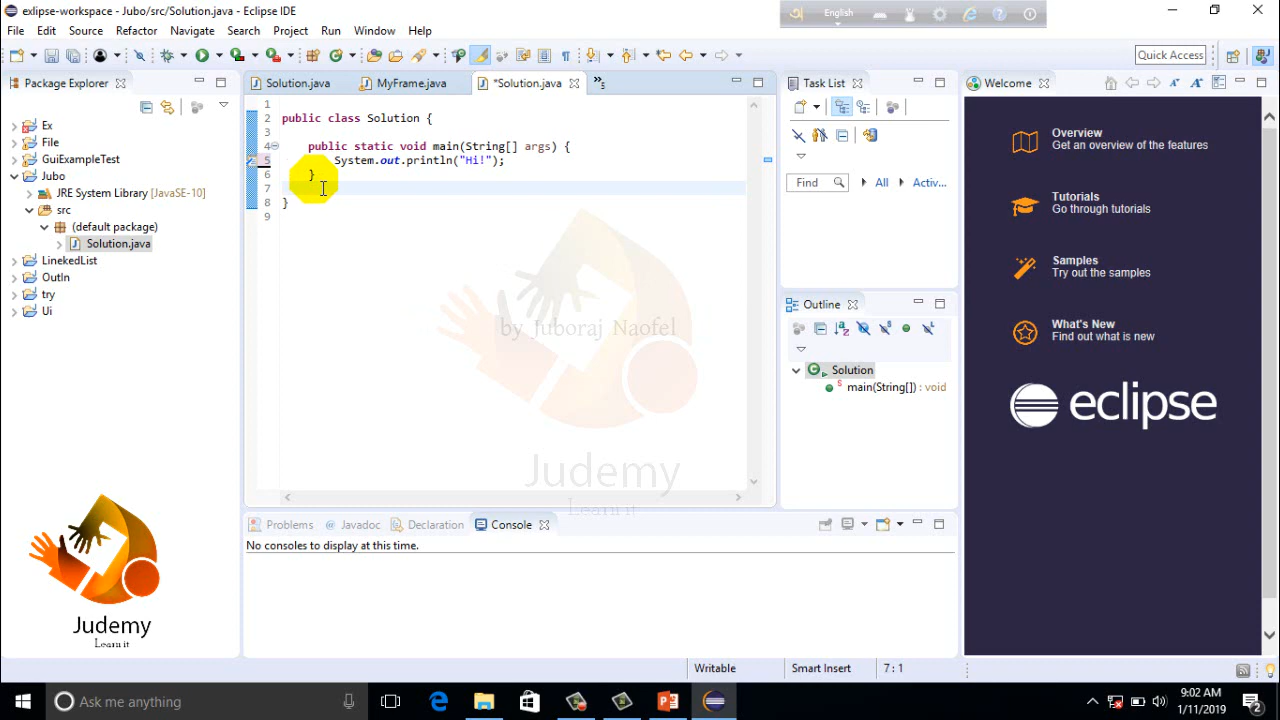 exlipse-workspace - Jubo/src/Solution.java - Eclipse IDE
English
File Edit Source Refactor Navigate Search Project Run Window Help
Quick Access
Package Explorer
Solution.java
MyFrame.java
*Solution.java
Task List
Welcome
Ex
File
GuiExampleTest
Jubo
JRE System Library [JavaSE-10]
src
(default package)
Solution.java
LinekedList
OutIn
try
Ui
1
2 public class Solution {
3
4 public static void main(String[] args) {
5 System.out.println("Hi!");
6 }
7
8 }
9
by Juboraj Naofel
Judemy
Learn it
Find
All
Activ...
Outline
Solution
main(String[]) : void
Overview
Get an overview of the features
Tutorials
Go through tutorials
Samples
Try out the samples
What's New
Find out what is new
eclipse
Problems
Javadoc
Declaration
Console
No consoles to display at this time.
Judemy
Learn it
Writable
Smart Insert
7 : 1
Ask me anything
9:02 AM
1/11/2019
2